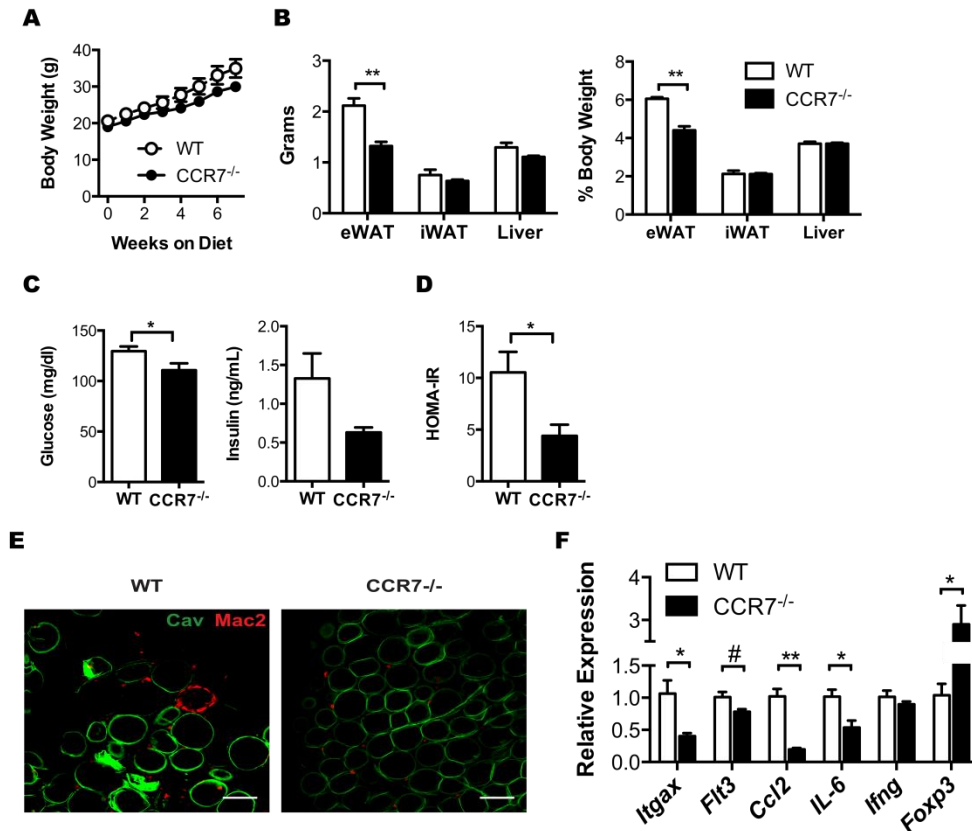 A
Body Weight (g)
40
30
20
10
0
0 2 4 6
Weeks on Diet
WT
CCR7-/-
B
Grams
3
2
1
0
**
eWAT iWAT Liver
% Body Weight
8
6
4
2
0
**
eWAT iWAT Liver
WT
CCR7-/-
C
Glucose (mg/dl)
150
100
50
0
*
WT CCR7-/-
Insulin (ng/mL)
2.0
1.5
1.0
0.5
0.0
WT CCR7-/-
D
HOMA-IR
15
10
5
0
*
WT CCR7-/-
E
WT
Cav Mac2
CCR7-/-
F
Relative Expression
4
3
1.5
1.0
0.5
0.0
WT
CCR7-/-
* # ** * *
Itgax Flt3 Ccl2 IL-6 Ifng Foxp3